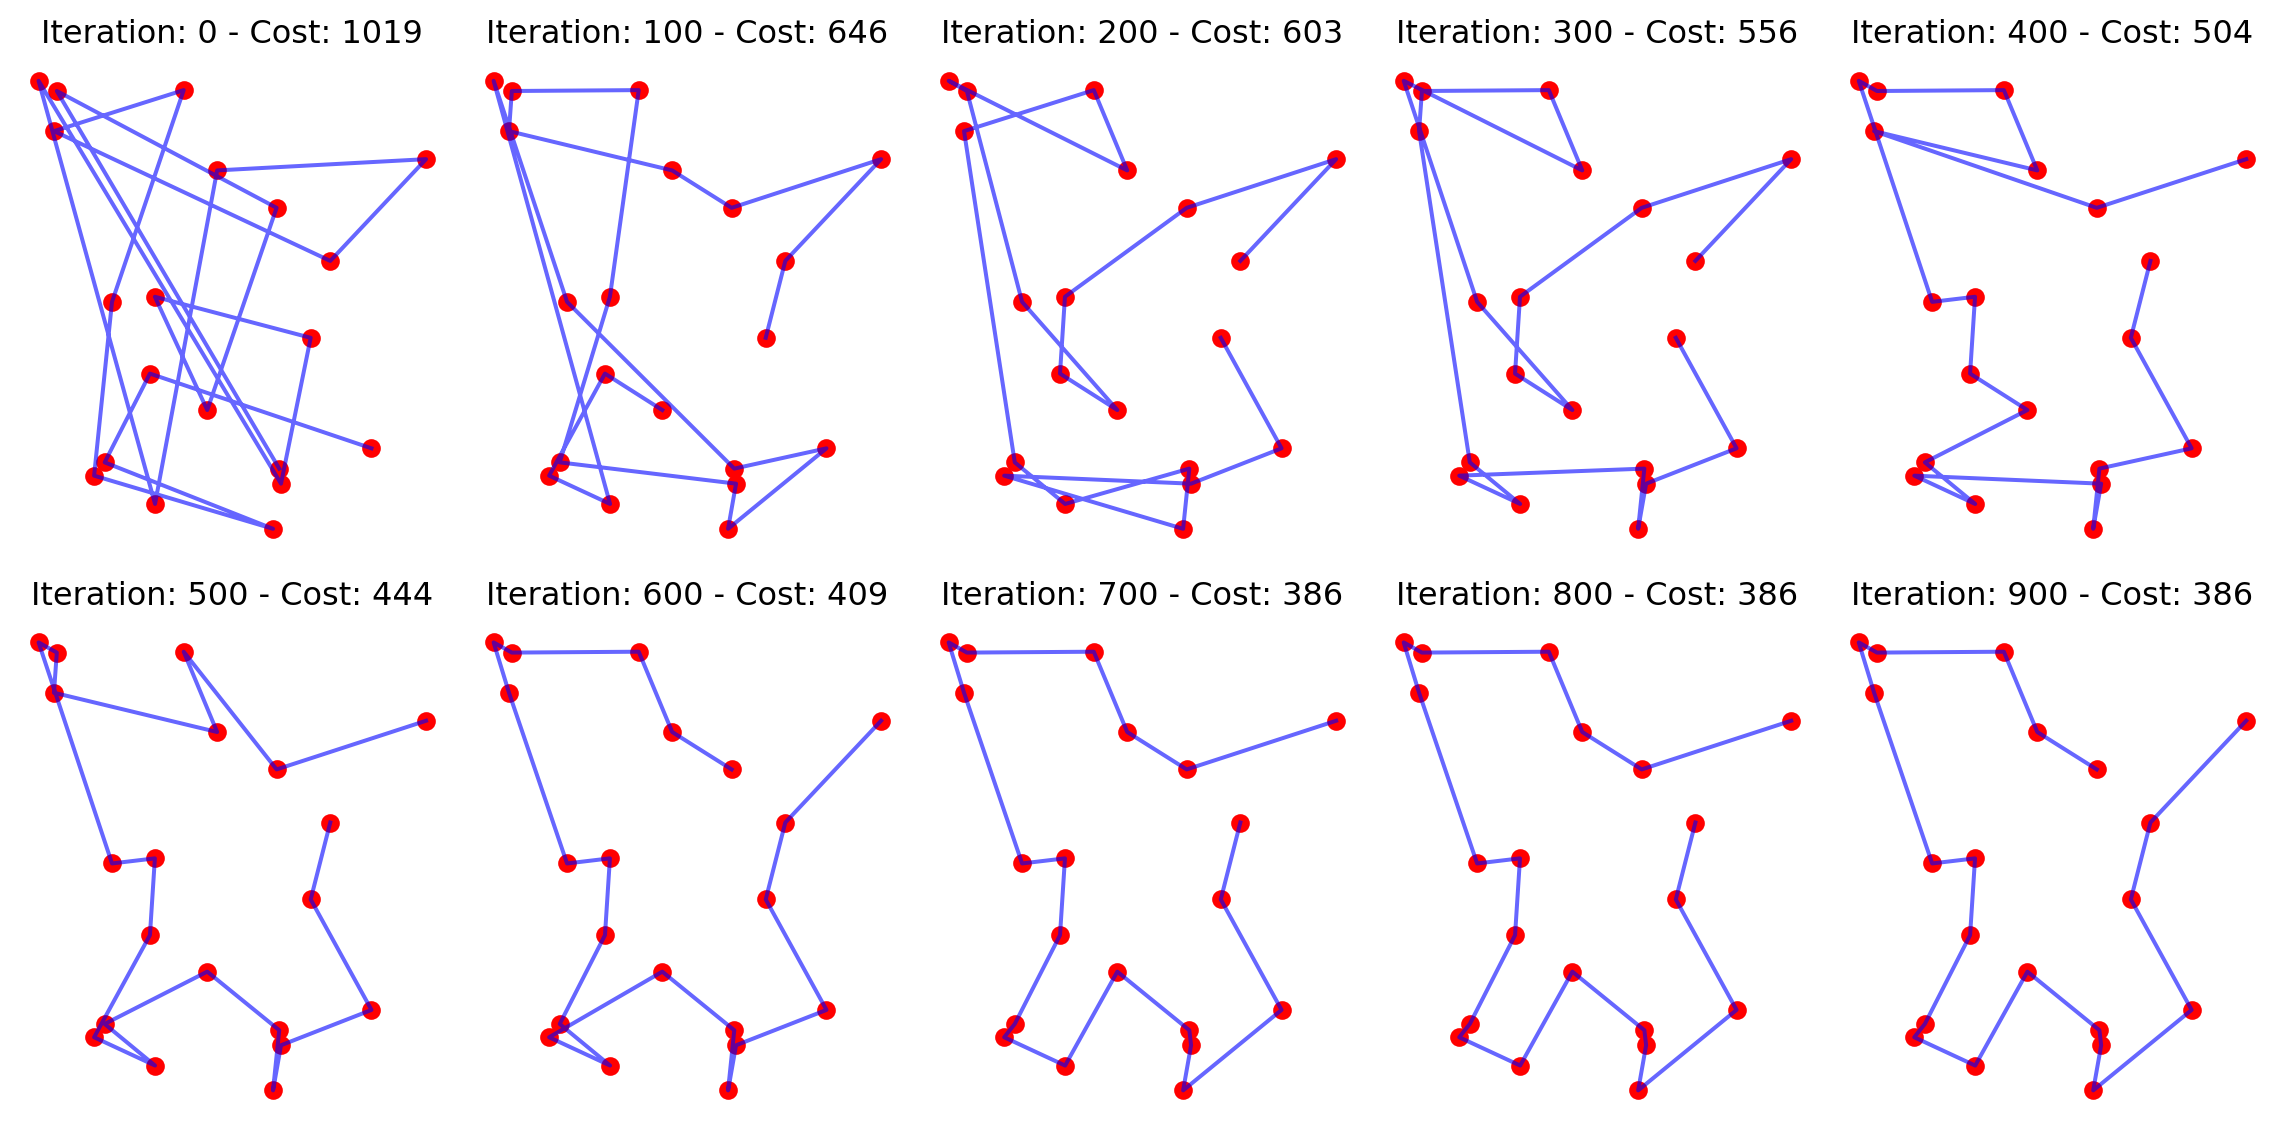 Iteration: 0 - Cost: 1019
Iteration: 100 - Cost: 646
Iteration: 200 - Cost: 603
Iteration: 300 - Cost: 556
Iteration: 400 - Cost: 504
Iteration: 500 - Cost: 444
Iteration: 600 - Cost: 409
Iteration: 700 - Cost: 386
Iteration: 800 - Cost: 386
Iteration: 900 - Cost: 386